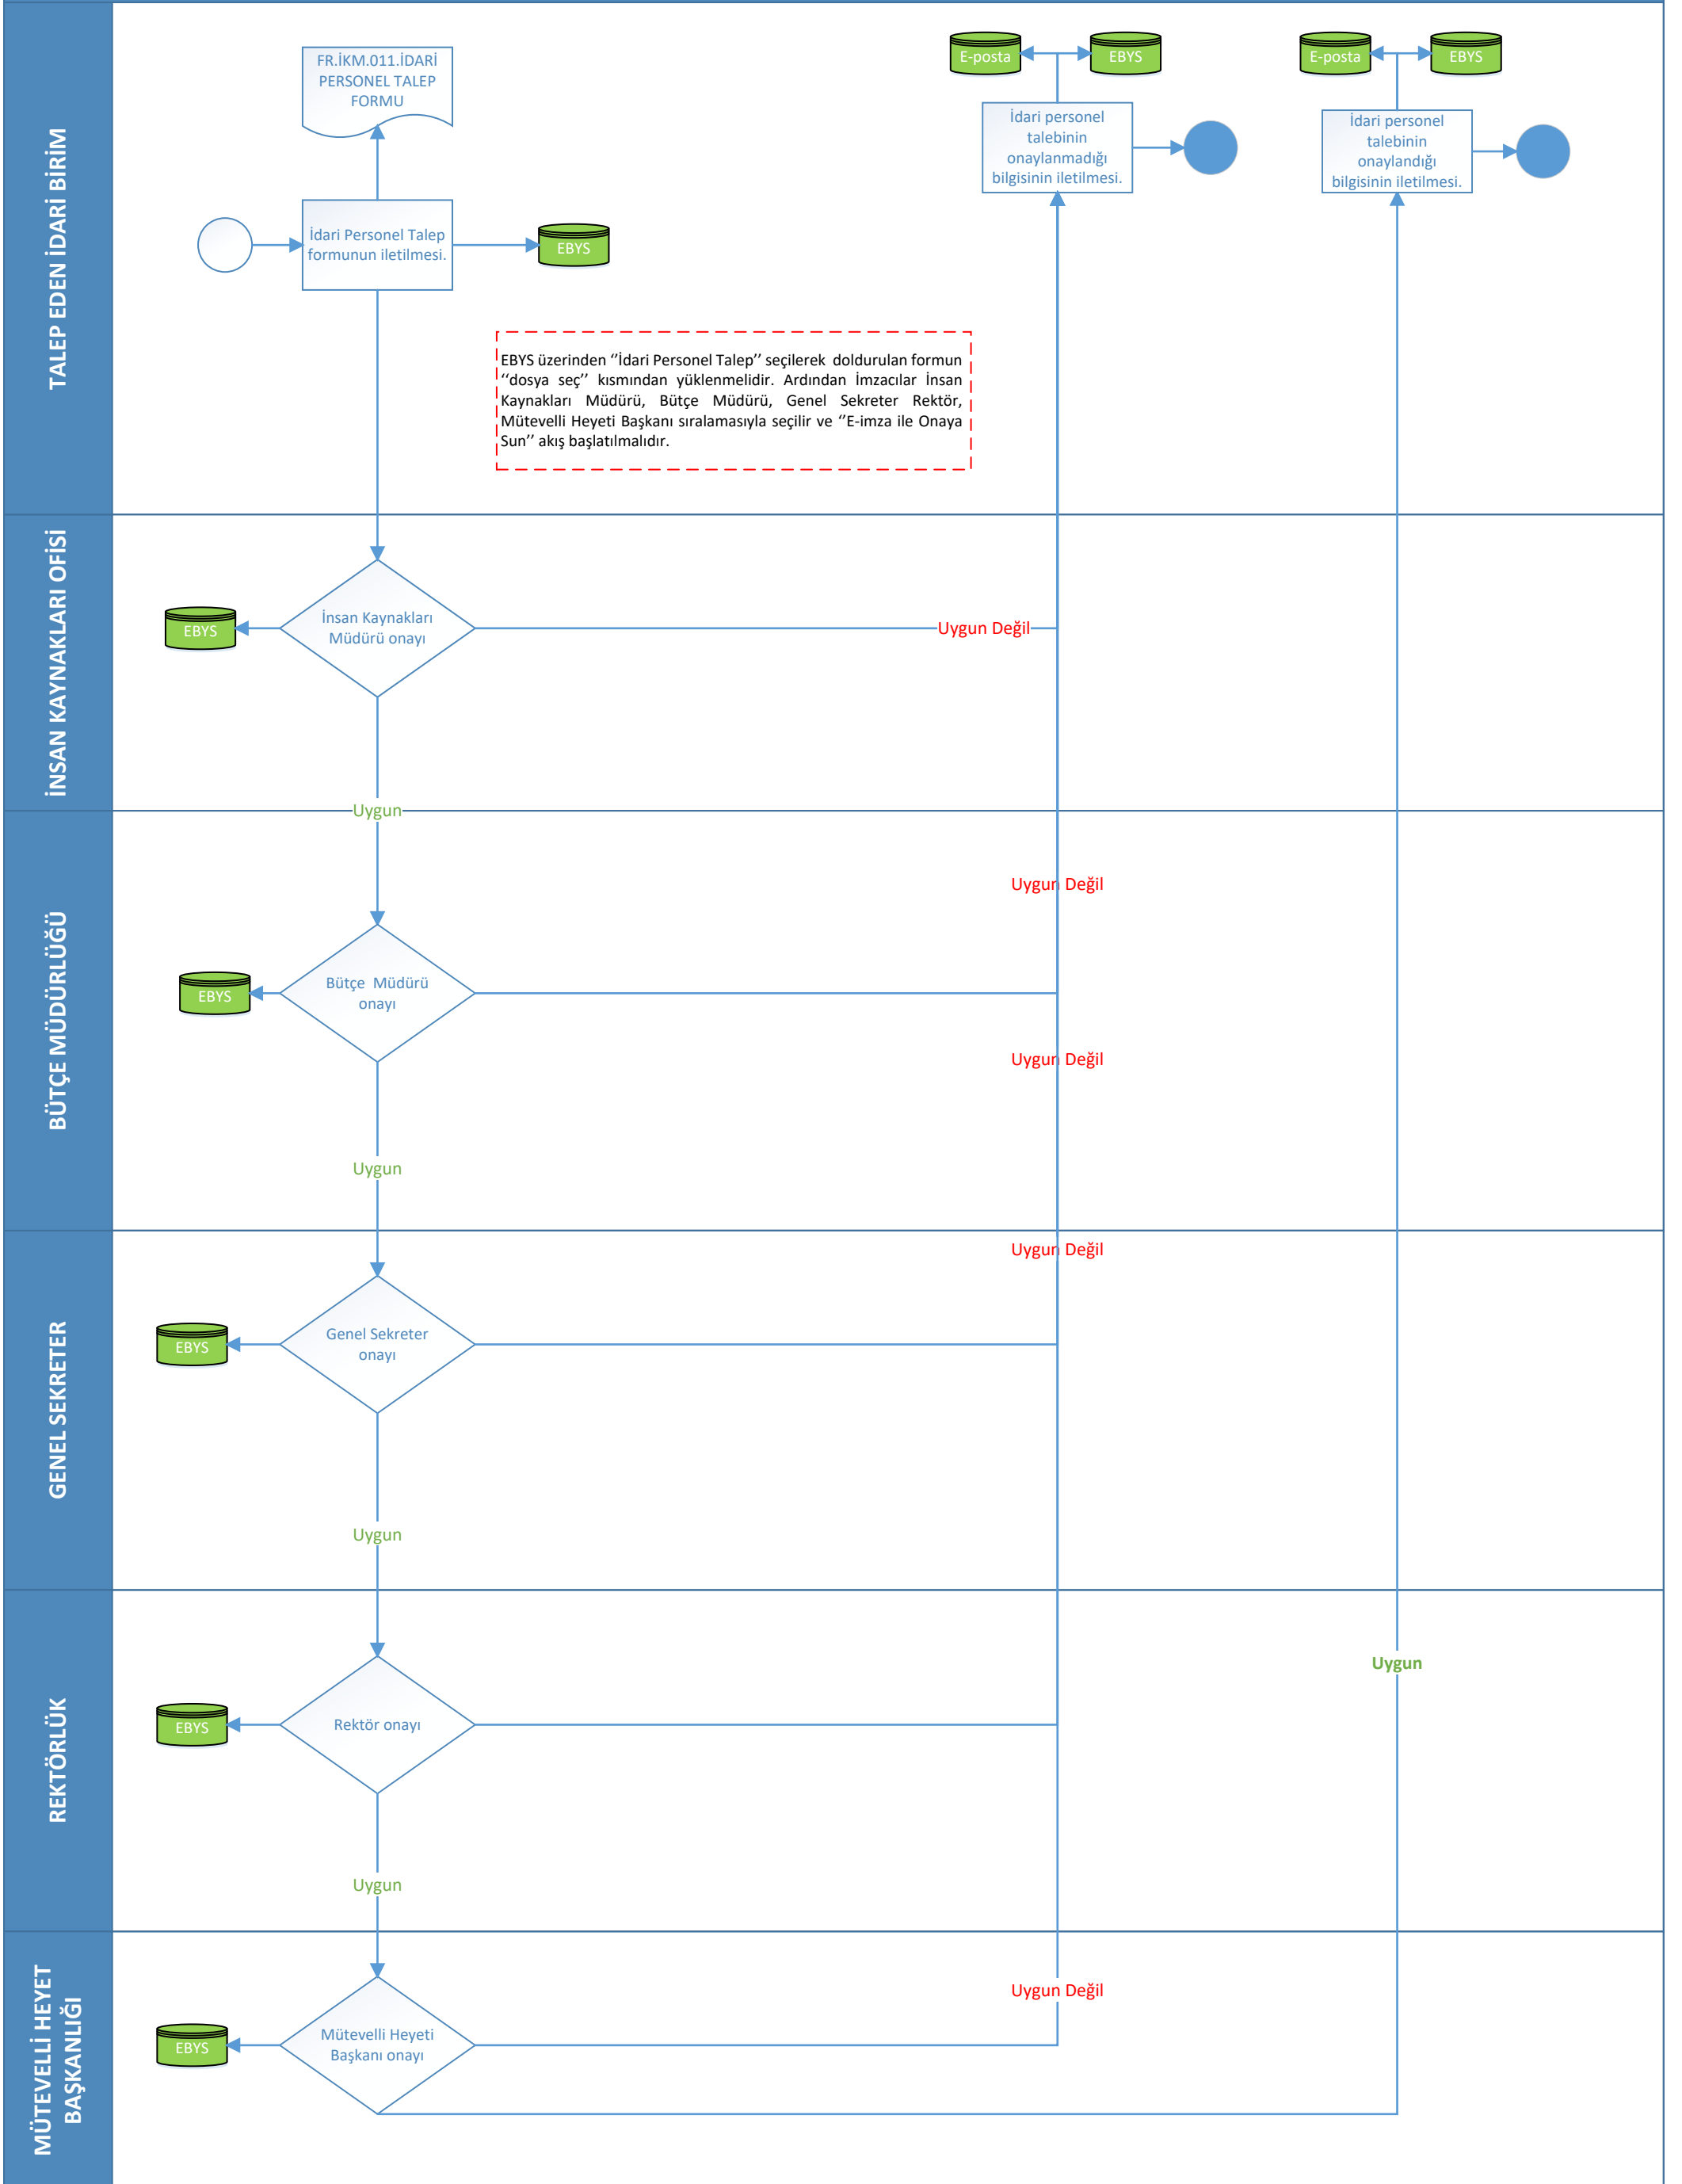 TALEP EDEN İDARİ BİRİM
FR.İKM.011.İDARİ
PERSONEL TALEP
FORMU
E-posta
EBYS
E-posta
EBYS
İdari personel
talebinin
onaylanmadığı
bilgisinin iletilmesi.
İdari personel
talebinin
onaylandığı
bilgisinin iletilmesi.
İdari Personel Talep
formunun iletilmesi.
EBYS
EBYS üzerinden ‘’İdari Personel Talep’’ seçilerek doldurulan formun
‘’dosya seç’’ kısmından yüklenmelidir. Ardından İmzacılar İnsan
Kaynakları Müdürü, Bütçe Müdürü, Genel Sekreter Rektör,
Mütevelli Heyeti Başkanı sıralamasıyla seçilir ve ‘’E-imza ile Onaya
Sun’’ akış başlatılmalıdır.
İNSAN KAYNAKLARI OFİSİ
EBYS
İnsan Kaynakları
Müdürü onayı
Uygun Değil
Uygun
BÜTÇE MÜDÜRLÜĞÜ
Uygun Değil
EBYS
Bütçe Müdürü
onayı
Uygun Değil
Uygun
GENEL SEKRETER
Uygun Değil
EBYS
Genel Sekreter
onayı
Uygun
REKTÖRLÜK
Uygun
EBYS
Rektör onayı
Uygun
MÜTEVELLİ HEYET
BAŞKANLIĞI
Uygun Değil
EBYS
Mütevelli Heyeti
Başkanı onayı